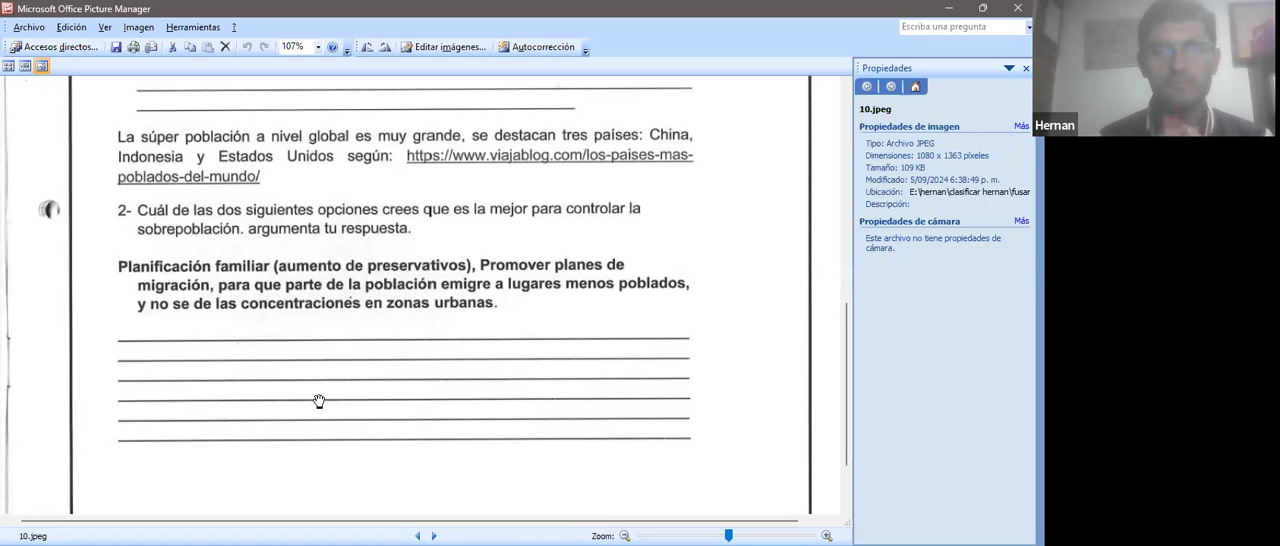 Microsoft Office Picture Manager
Archivo Edición Ver Imagen Herramientas ?
Escriba una pregunta
Accesos directos... 107% Editar imágenes... Autocorrección
Propiedades
10.jpeg
Propiedades de imagen Más
Tipo: Archivo JPEG
Dimensiones: 1080 x 1363 píxeles
Tamaño: 109 KB
Modificado: 5/09/2024 6:38:49 p. m.
Ubicación: E:\hernan\clasificar hernan\fusar
Descripción:
Propiedades de cámara Más
Este archivo no tiene propiedades de
cámara.
Hernan
La súper población a nivel global es muy grande, se destacan tres países: China,
Indonesia y Estados Unidos según: https://www.viajablog.com/los-paises-mas-
poblados-del-mundo/
2- Cuál de las dos siguientes opciones crees que es la mejor para controlar la
sobrepoblación. argumenta tu respuesta.
Planificación familiar (aumento de preservativos), Promover planes de
migración, para que parte de la población emigre a lugares menos poblados,
y no se de las concentraciones en zonas urbanas.
10.jpeg
Zoom: